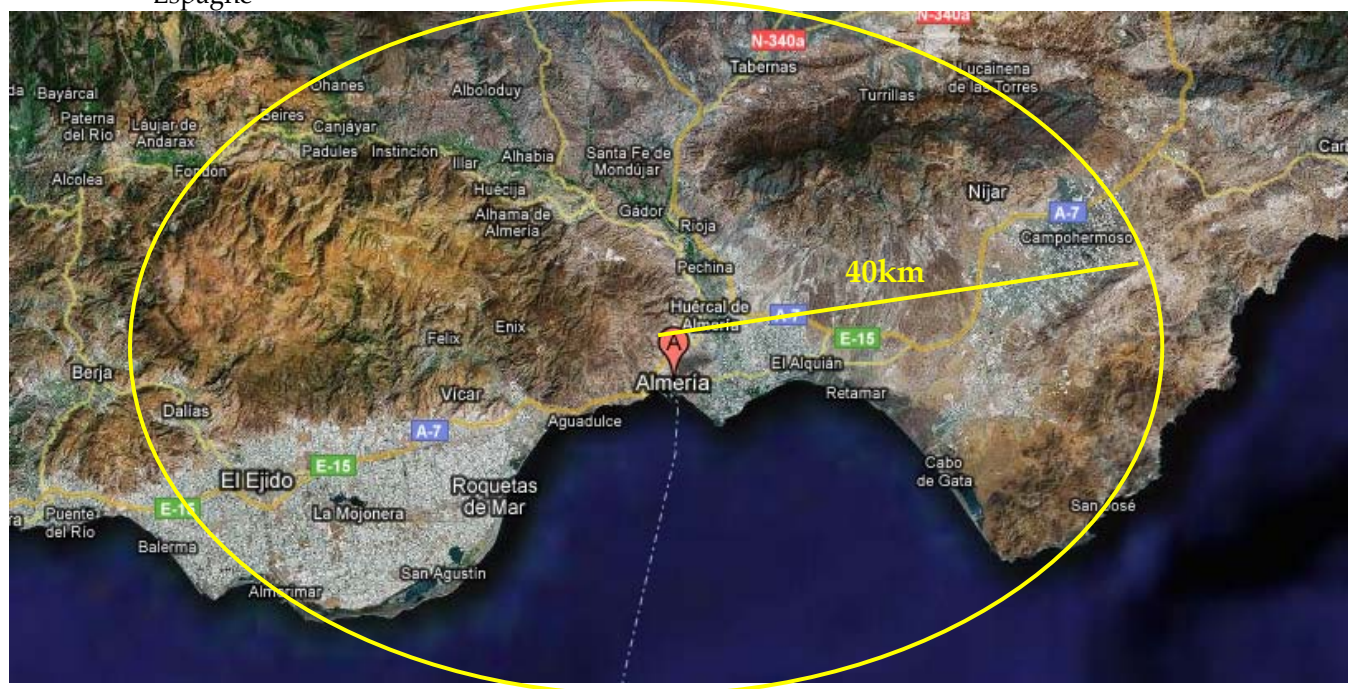 Espagne
N-340a
N-340a
Tabernas
Lucainena
de las Torres
Ohanes
Alboloduy
Turrillas
Bayárcal
da
Paterna
del Río
Laujar de
Andarax
Beires
Canjáyar
Padules
Instinción
Illar
Alhabia
Santa Fe de
Mondújar
Carb
Alcolea
Fondón
Huécija
Níjar
Alhama de
Almería
Gádor
Rioja
A-7
Campohermoso
Pechina
40km
Huércal de
Almería
A-7
A
E-15
Felix
Enix
El Alquián
Berja
Almería
Retamar
Vícar
Dalías
Aguadulce
A-7
E-15
El Ejido
Cabo
de Gata
Roquetas
de Mar
E-15
La Mojonera
San José
ra
Puente
del Río
Balerma
San Agustín
Almerimar